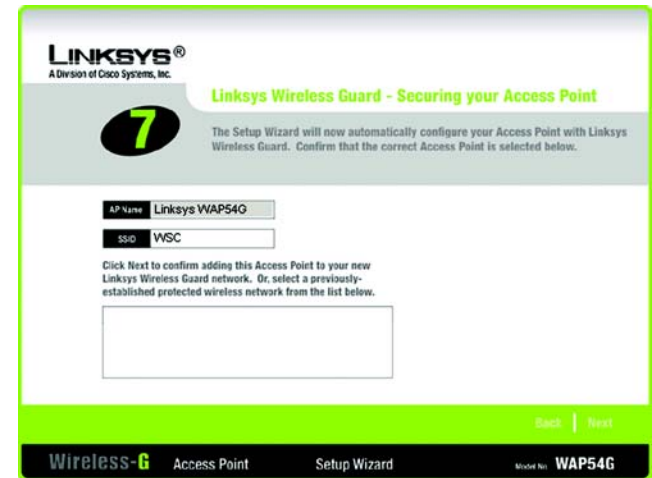 LINKSYS®
A Division of Cisco Systems, Inc.
Linksys Wireless Guard - Securing your Access Point
7
The Setup Wizard will now automatically configure your Access Point with Linksys
Wireless Guard. Confirm that the correct Access Point is selected below.
AP Name Linksys WAP54G
SSID WSC
Click Next to confirm adding this Access Point to your new
Linksys Wireless Guard network. Or, select a previously-
established protected wireless network from the list below.
Back | Next
Wireless-G Access Point Setup Wizard Model No. WAP54G